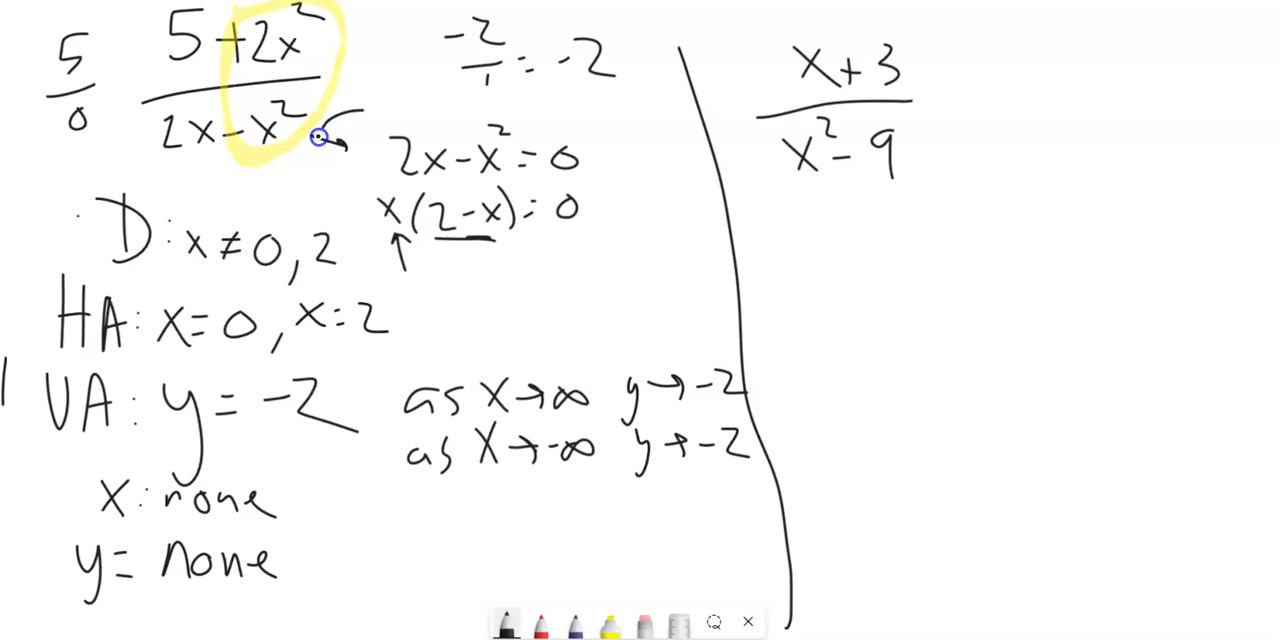 5/0
(5+2x²)/(2x-x²)
-2/1 = -2
2x-x²=0
x(2-x)=0
D: x≠0,2
HA: x=0, x=2
VA: y=-2
as x→∞ y→-2
as x→-∞ y→-2
x: none
y= none
(x+3)/(x²-9)